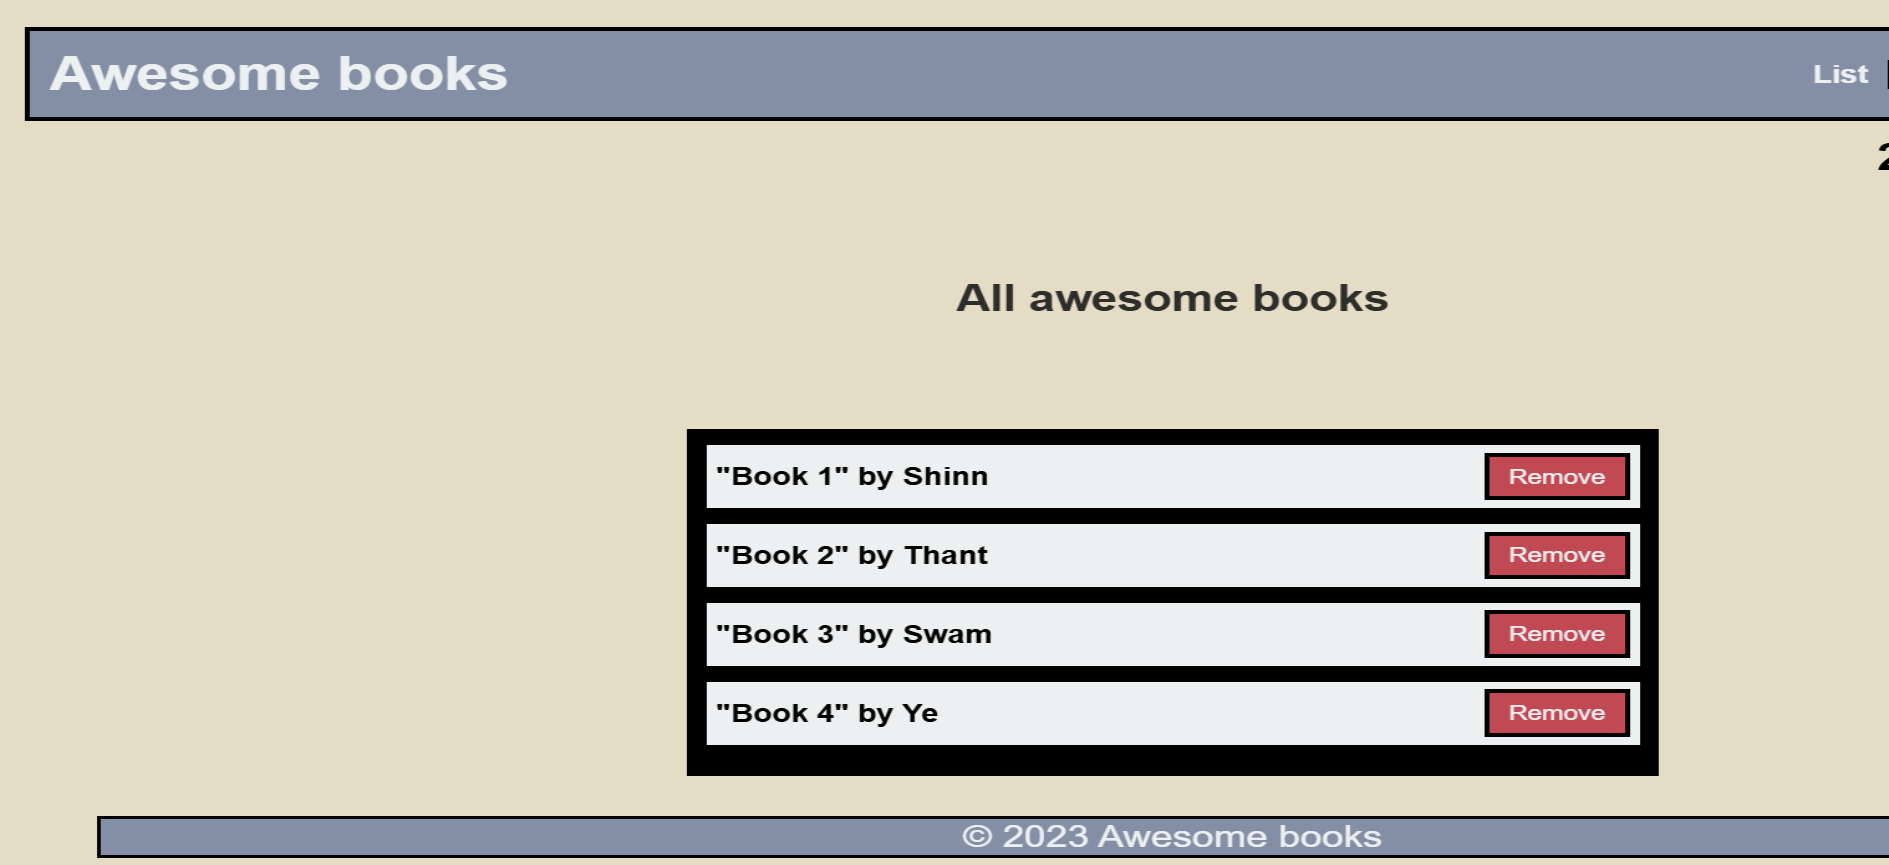 Awesome books
List
All awesome books
"Book 1" by Shinn Remove
"Book 2" by Thant Remove
"Book 3" by Swam Remove
"Book 4" by Ye Remove
© 2023 Awesome books